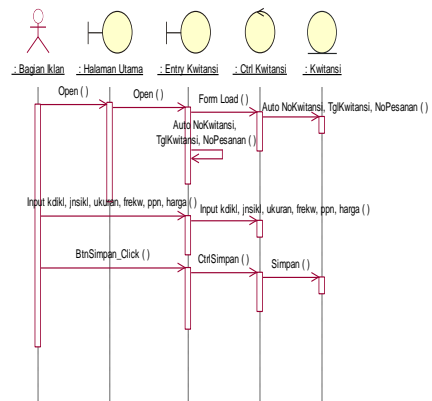 : Bagian Iklan
: Halaman Utama
: Entry Kwitansi
: Ctrl Kwitansi
: Kwitansi
Open ( )
Open ( )
Form Load ( )
Auto NoKwitansi, TglKwitansi, NoPesanan ( )
Auto NoKwitansi,
TglKwitansi, NoPesanan ( )
Input kdikl, jnsikl, ukuran, frekw, ppn, harga ( )
Input kdikl, jnsikl, ukuran, frekw, ppn, harga ( )
BtnSimpan_Click ( )
CtrlSimpan ( )
Simpan ( )